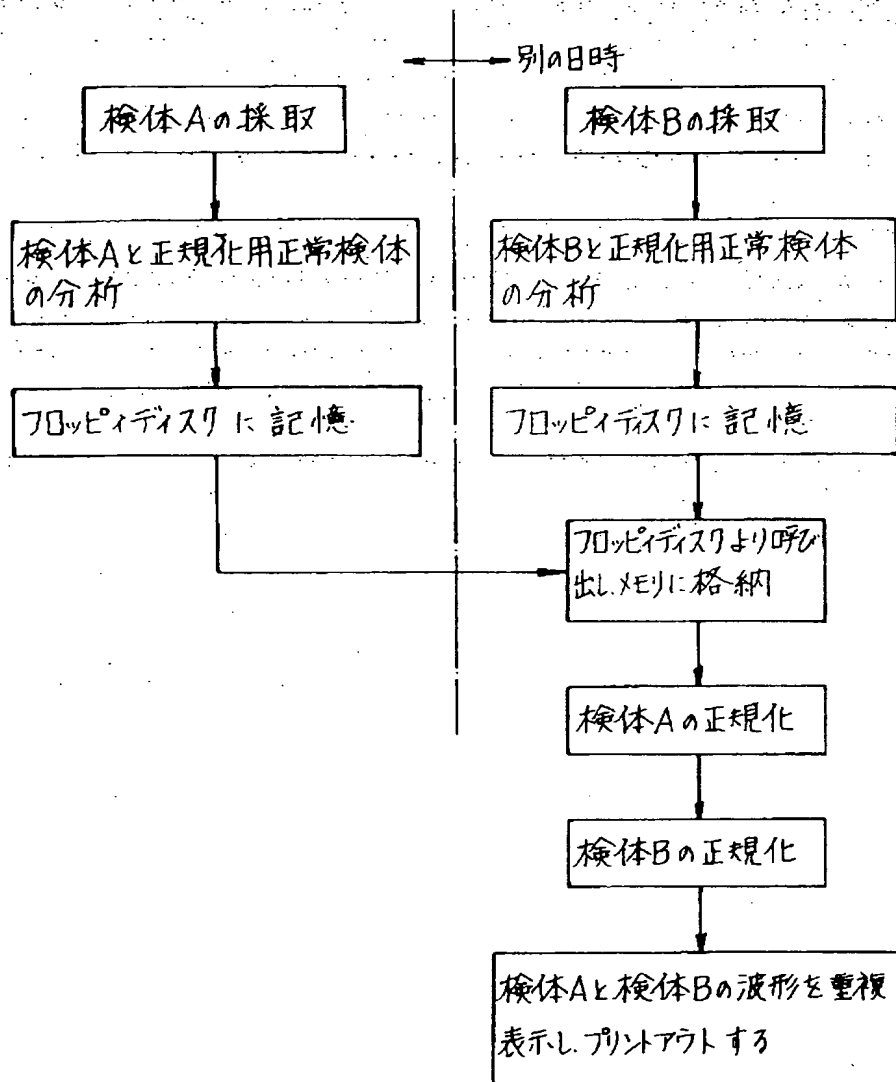 別の日時
検体Aの採取
検体Aと正規化用正常検体
の分析
フロッピィディスクに記憶
検体Bの採取
検体Bと正規化用正常検体
の分析
フロッピィディスクに記憶
フロッピィディスクより呼び
出し、メモリに格納
検体Aの正規化
検体Bの正規化
検体Aと検体Bの波形を重複
表示し、プリントアウトする